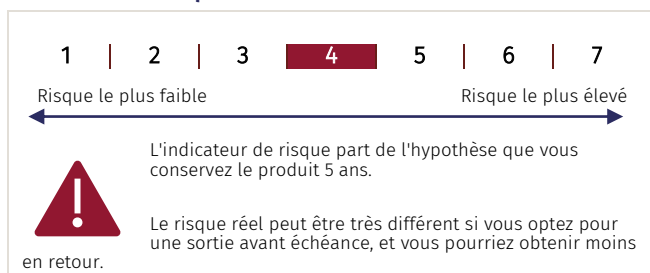 1 | 2 | 3 | 4 | 5 | 6 | 7
Risque le plus faible Risque le plus élevé
L'indicateur de risque part de l'hypothèse que vous
conservez le produit 5 ans.
Le risque réel peut être très différent si vous optez pour
une sortie avant échéance, et vous pourriez obtenir moins
en retour.